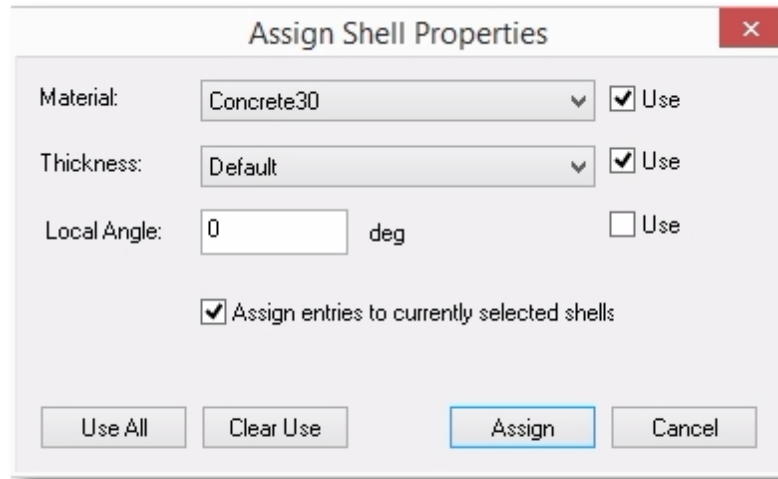 Assign Shell Properties
Material: Concrete30 Use
Thickness: Default Use
Local Angle: 0 deg Use
Assign entries to currently selected shells
Use All Clear Use Assign Cancel